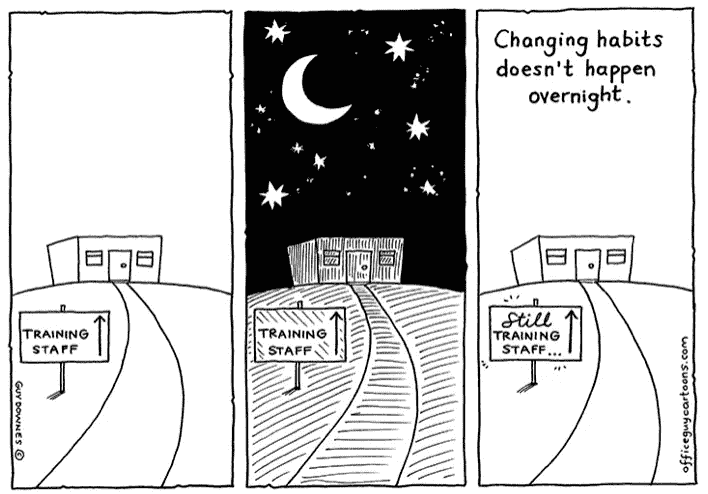 TRAINING
STAFF
GUY DOWNES ©
TRAINING
STAFF
Changing habits
doesn't happen
overnight.
Still
TRAINING
STAFF...
officeguycartoons.com